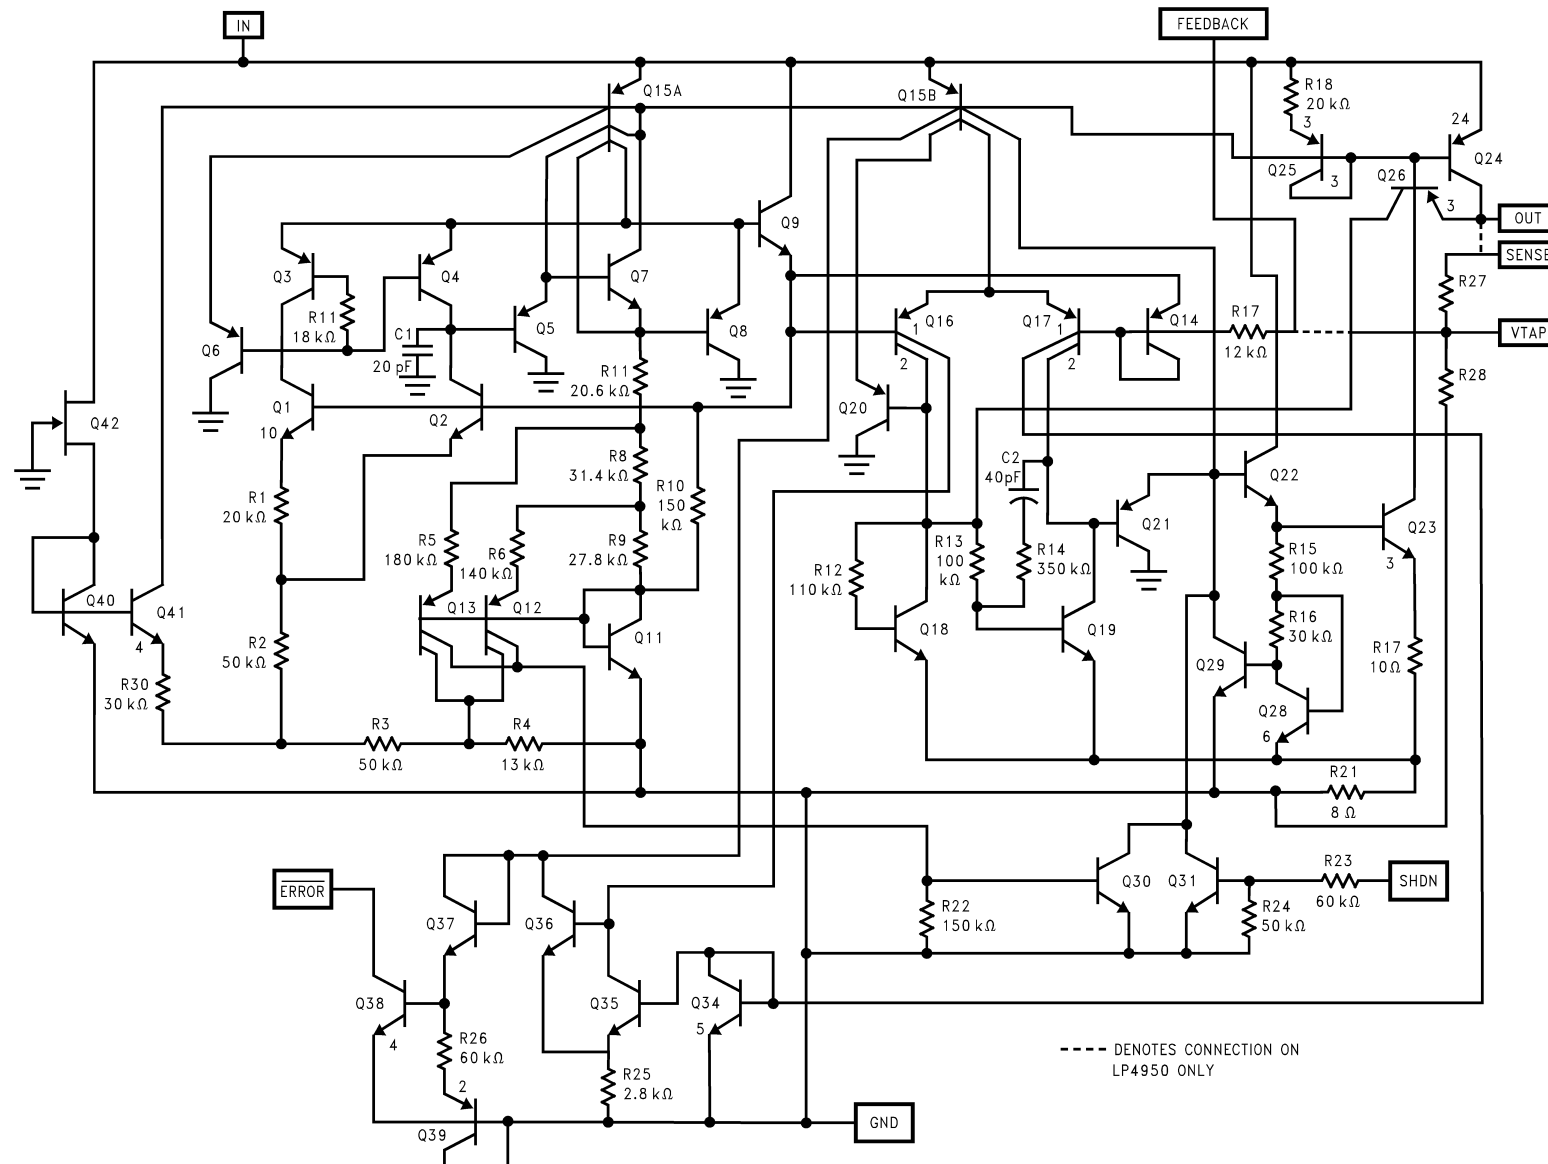 IN
FEEDBACK
Q15A
Q15B
R18
20 kΩ
3
24
Q25
3
Q24
Q26
3
OUT
SENSE
Q9
Q3
Q4
Q7
R11
18 kΩ
C1
20 pF
Q5
Q8
Q6
1
Q16
Q17
1
Q14
R17
12 kΩ
R27
VTAP
2
2
R11
20.6 kΩ
R28
Q42
Q1
10
Q2
Q20
R8
31.4 kΩ
C2
40pF
Q22
R1
20 kΩ
R10
150
kΩ
Q21
Q23
3
R5
180 kΩ
R6
140 kΩ
R9
27.8 kΩ
R13
100
kΩ
R14
350 kΩ
R15
100 kΩ
R12
110 kΩ
Q40
Q41
4
Q13
Q12
Q11
Q18
Q19
R16
30 kΩ
R2
50 kΩ
R17
10Ω
Q29
R30
30 kΩ
Q28
6
R3
50 kΩ
R4
13 kΩ
R21
8 Ω
ERROR
R23
60 kΩ
SHDN
Q30
Q31
R22
150 kΩ
R24
50 kΩ
Q37
Q36
Q38
4
Q35
Q34
5
R26
60 kΩ
2
R25
2.8 kΩ
DENOTES CONNECTION ON
LP4950 ONLY
Q39
GND